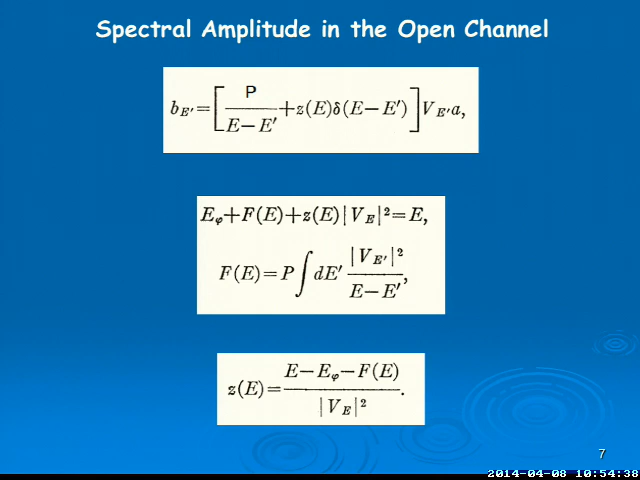 Spectral Amplitude in the Open Channel
b_{E'} = [ P / (E − E') + z(E)δ(E − E') ] V_{E'} a,
E_φ + F(E) + z(E)|V_E|² = E,
F(E) = P ∫ dE' |V_{E'}|² / (E − E'),
z(E) = (E − E_φ − F(E)) / |V_E|².
7
2014-04-08 10:54:38